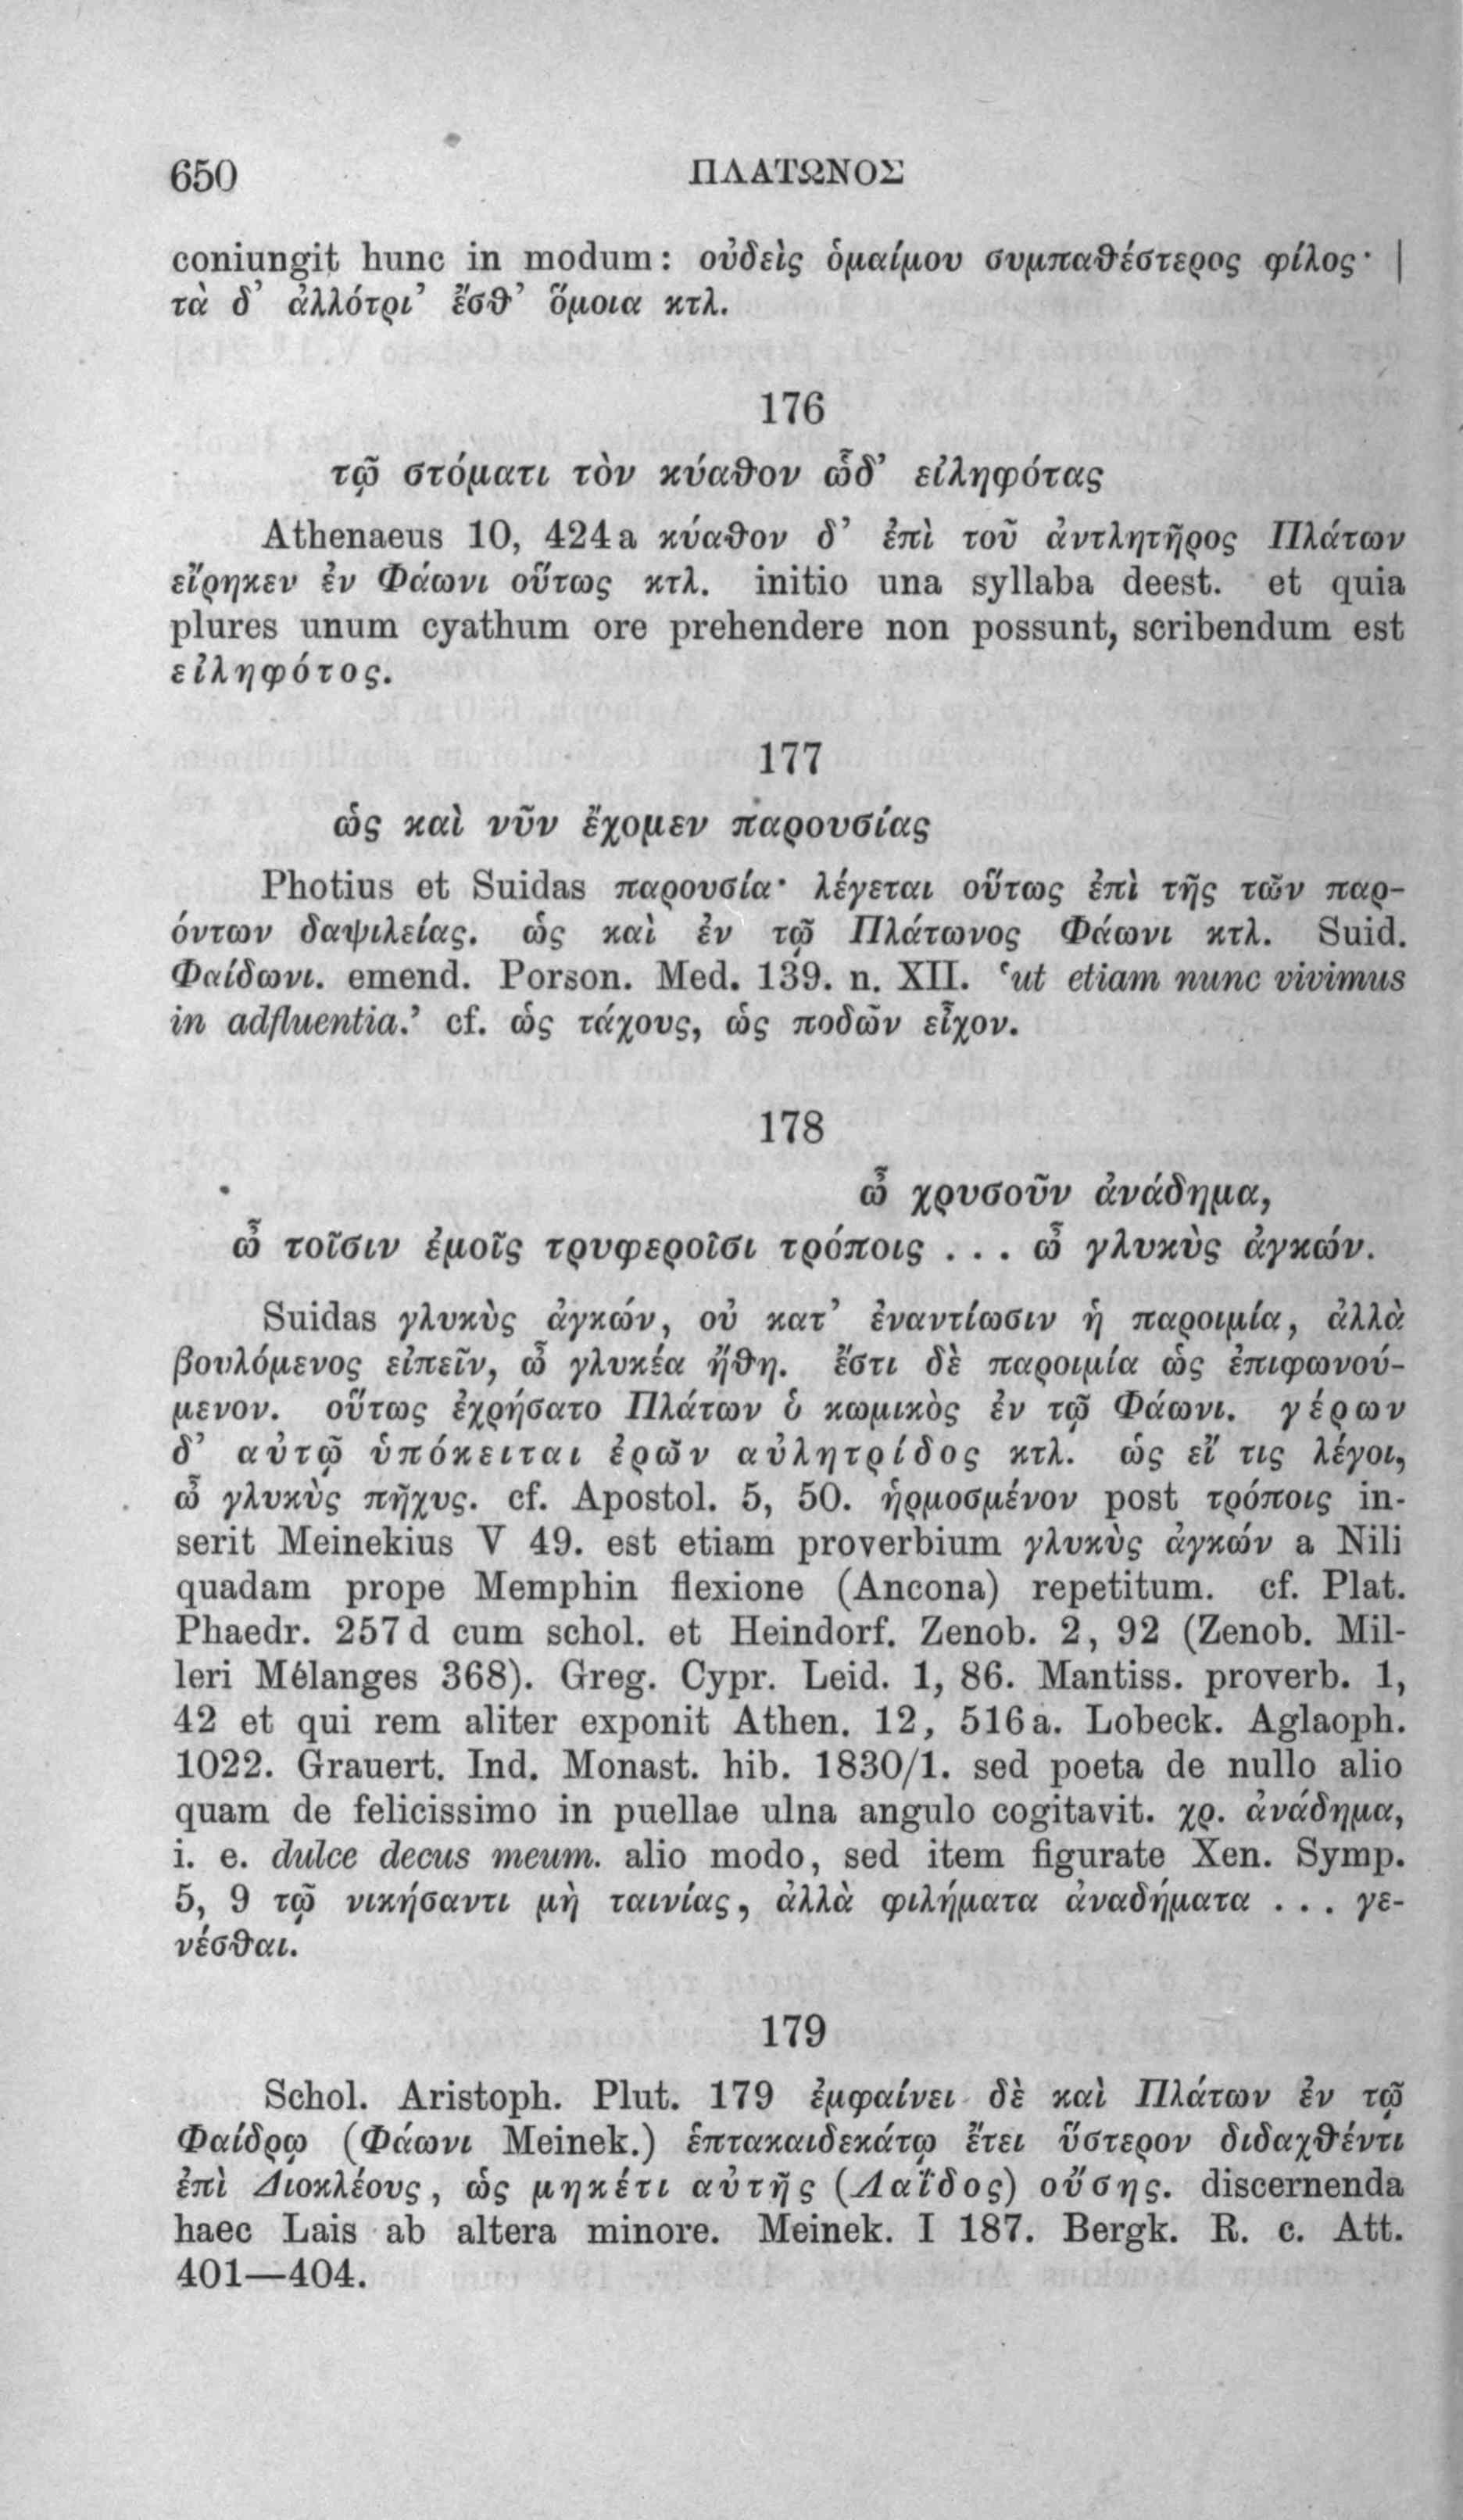 650 ΠΛΑΤΩΝΟΣ
coniungit hunc in modum: οὐδεὶς ὁμαίμου συμπαθέστερος φίλος· |
τὰ δ’ ἀλλότρι’ ἔσθ’ ὅμοια κτλ.
176
τῷ στόματι τὸν κύαθον ὧδ’ εἰληφότας
Athenaeus 10, 424 a κύαθον δ’ ἐπὶ τοῦ ἀντλητῆρος Πλάτων
εἴρηκεν ἐν Φάωνι οὕτως κτλ. initio una syllaba deest. et quia
plures unum cyathum ore prehendere non possunt, scribendum est
εἰληφότος.
177
ὡς καὶ νῦν ἔχομεν παρουσίας
Photius et Suidas παρουσία· λέγεται οὕτως ἐπὶ τῆς τῶν παρ-
όντων δαψιλείας. ὡς καὶ ἐν τῷ Πλάτωνος Φάωνι κτλ. Suid.
Φαίδωνι. emend. Porson. Med. 139. n. XII. ‘ut etiam nunc vivimus
in adfluentia.’ cf. ὡς τάχους, ὡς ποδῶν εἶχον.
178
ὦ χρυσοῦν ἀνάδημα,
ὦ τοῖσιν ἐμοῖς τρυφεροῖσι τρόποις . . . ὦ γλυκὺς ἀγκών.
Suidas γλυκὺς ἀγκών, οὐ κατ’ ἐναντίωσιν ἡ παροιμία, ἀλλὰ
βουλόμενος εἰπεῖν, ὦ γλυκέα ἤθη. ἔστι δὲ παροιμία ὡς ἐπιφωνού-
μενον. οὕτως ἐχρήσατο Πλάτων ὁ κωμικὸς ἐν τῷ Φάωνι. γέρων
δ’ αὐτῷ ὑπόκειται ἐρῶν αὐλητρίδος κτλ. ὡς εἴ τις λέγοι,
ὦ γλυκὺς πῆχυς. cf. Apostol. 5, 50. ἡρμοσμένον post τρόποις in-
serit Meinekius V 49. est etiam proverbium γλυκὺς ἀγκών a Nili
quadam prope Memphin flexione (Ancona) repetitum. cf. Plat.
Phaedr. 257 d cum schol. et Heindorf. Zenob. 2, 92 (Zenob. Mil-
leri Mélanges 368). Greg. Cypr. Leid. 1, 86. Mantiss. proverb. 1,
42 et qui rem aliter exponit Athen. 12, 516 a. Lobeck. Aglaoph.
1022. Grauert. Ind. Monast. hib. 1830/1. sed poeta de nullo alio
quam de felicissimo in puellae ulna angulo cogitavit. χρ. ἀνάδημα,
i. e. dulce decus meum. alio modo, sed item figurate Xen. Symp.
5, 9 τῷ νικήσαντι μὴ ταινίας, ἀλλὰ φιλήματα ἀναδήματα . . . γε-
νέσθαι.
179
Schol. Aristoph. Plut. 179 ἐμφαίνει δὲ καὶ Πλάτων ἐν τῷ
Φαίδρῳ (Φάωνι Meinek.) ἑπτακαιδεκάτῳ ἔτει ὕστερον διδαχθέντι
ἐπὶ Διοκλέους, ὡς μηκέτι αὐτῆς (Λαΐδος) οὔσης. discernenda
haec Lais ab altera minore. Meinek. I 187. Bergk. R. c. Att.
401—404.